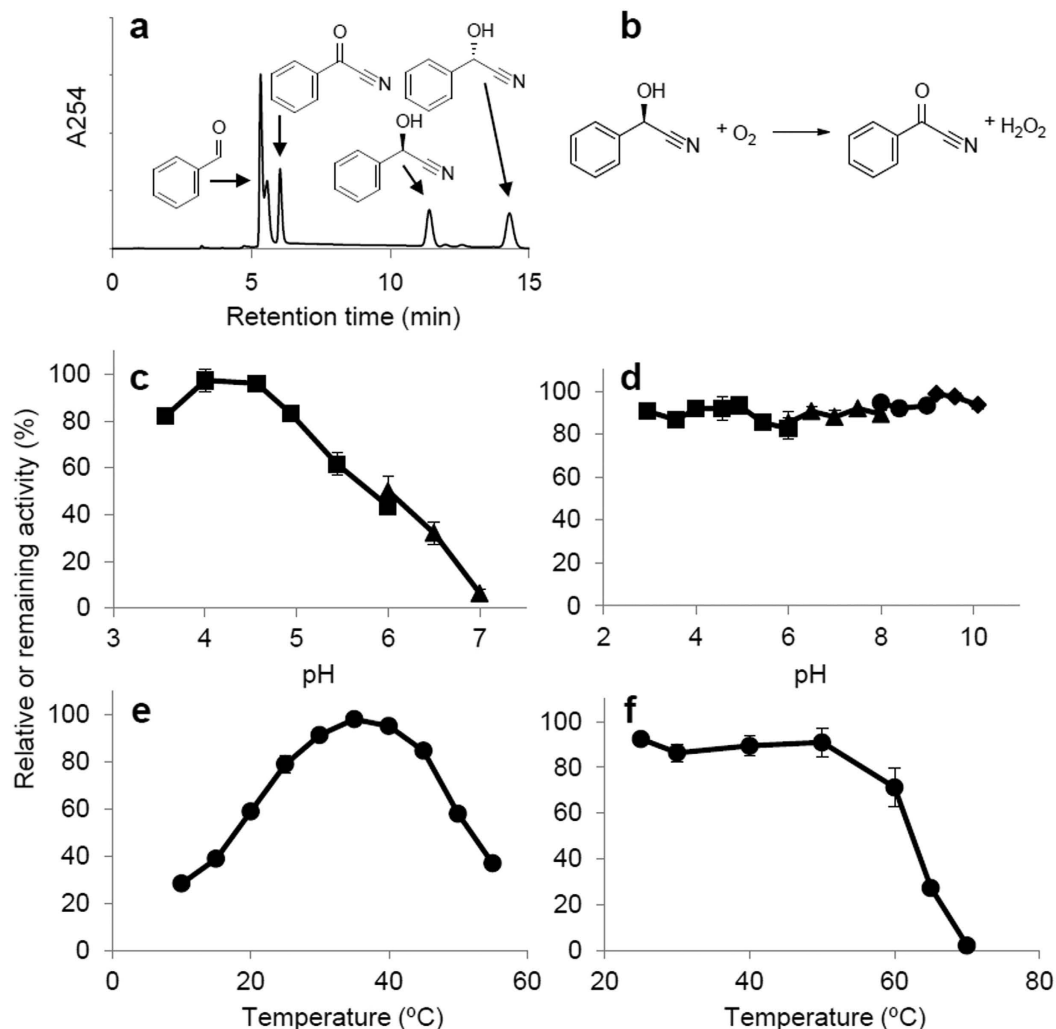 a
A254
O
N
OH
N
O
OH
N
0 5 10 15
Retention time (min)
b
OH
N
+ O₂
O
N
+ H₂O₂
Relative or remaining activity (%)
c
100
80
60
40
20
0
3 4 5 6 7
pH
d
100
80
60
40
20
0
2 4 6 8 10
pH
e
100
80
60
40
20
0
0 20 40 60
Temperature (ºC)
f
100
80
60
40
20
0
20 40 60 80
Temperature (ºC)